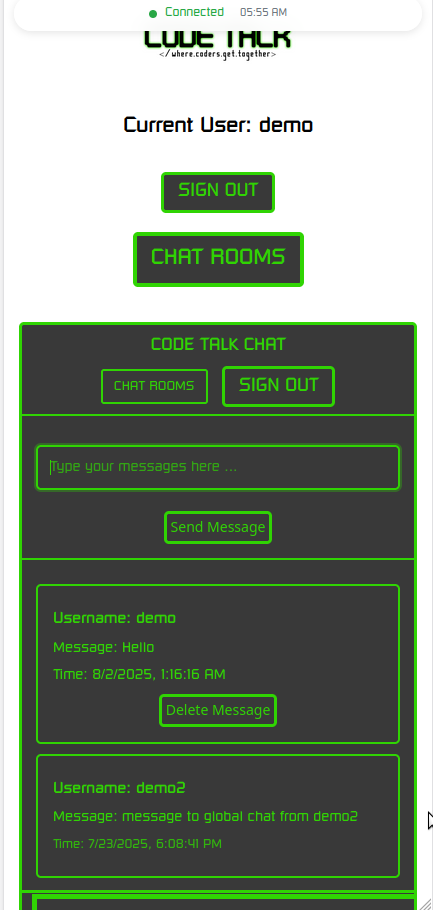 Connected 05:55 AM
CODE TALK
</where.coders.get.together>
Current User: demo
SIGN OUT
CHAT ROOMS
CODE TALK CHAT
CHAT ROOMS SIGN OUT
Type your messages here ...
Send Message
Username: demo
Message: Hello
Time: 8/2/2025, 1:16:16 AM
Delete Message
Username: demo2
Message: message to global chat from demo2
Time: 7/23/2025, 6:08:41 PM